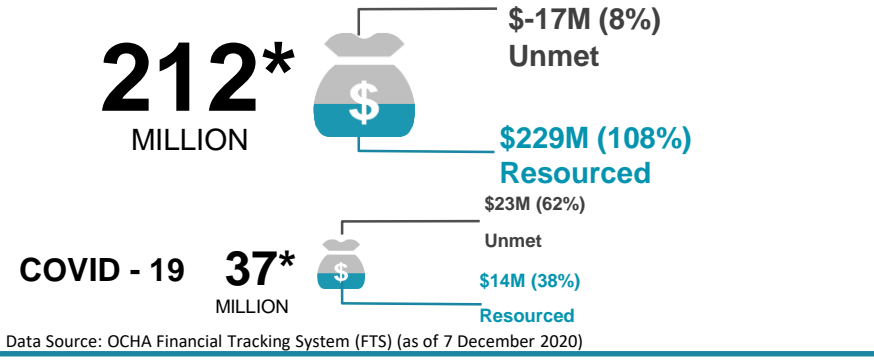 212*
MILLION
$
$-17M (8%)
Unmet
$229M (108%)
Resourced
COVID - 19
37*
MILLION
$
$23M (62%)
Unmet
$14M (38%)
Resourced
Data Source: OCHA Financial Tracking System (FTS) (as of 7 December 2020)